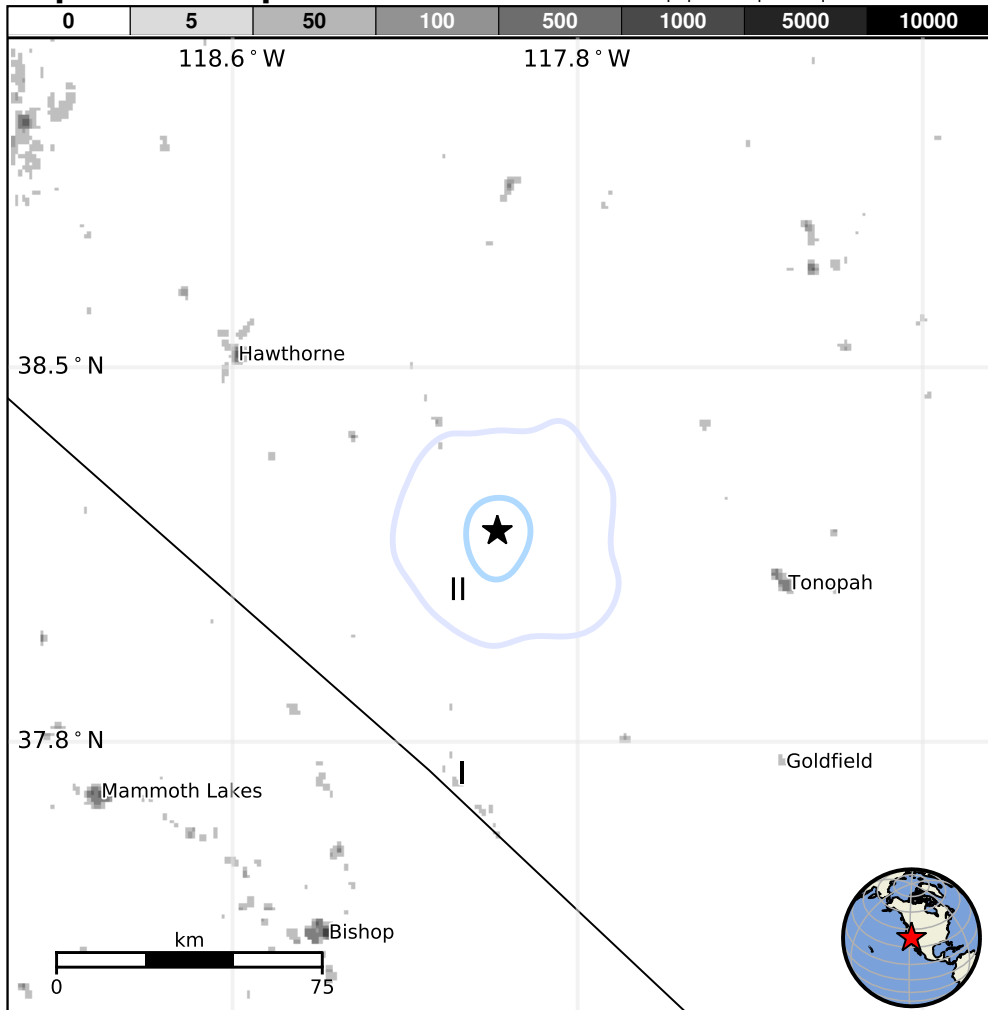 0 5 50 100 500 1000 5000 10000
118.6°W 117.8°W
Hawthorne
38.5°N
II
Tonopah
37.8°N
I
Goldfield
Mammoth Lakes
Bishop
km
0 75